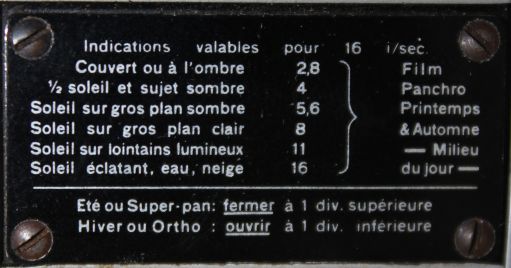 Indications valables pour 16 i/sec.
Couvert ou à l'ombre 2,8 Film
½ soleil et sujet sombre 4 Panchro
Soleil sur gros plan sombre 5,6 Printemps
Soleil sur gros plan clair 8 & Automne
Soleil sur lointains lumineux 11 — Milieu
Soleil éclatant, eau, neige 16 du jour —
Eté ou Super-pan: fermer à 1 div. supérieure
Hiver ou Ortho : ouvrir à 1 div. inférieure